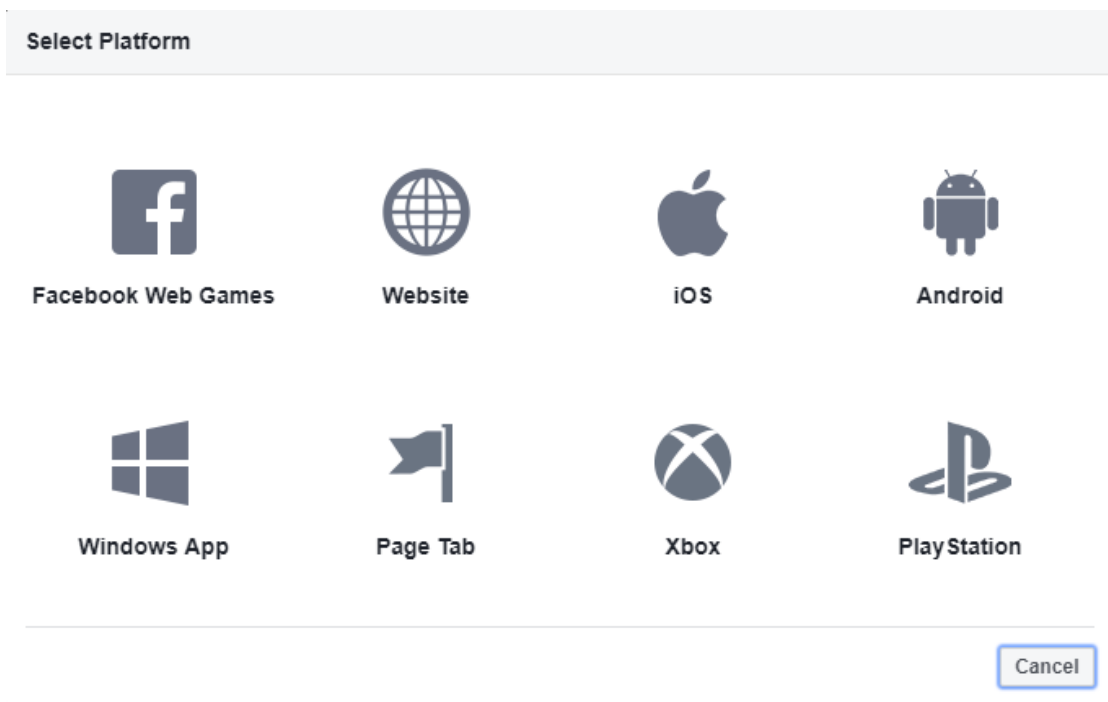 Select Platform
Facebook Web Games
Website
iOS
Android
Windows App
Page Tab
Xbox
PlayStation
Cancel